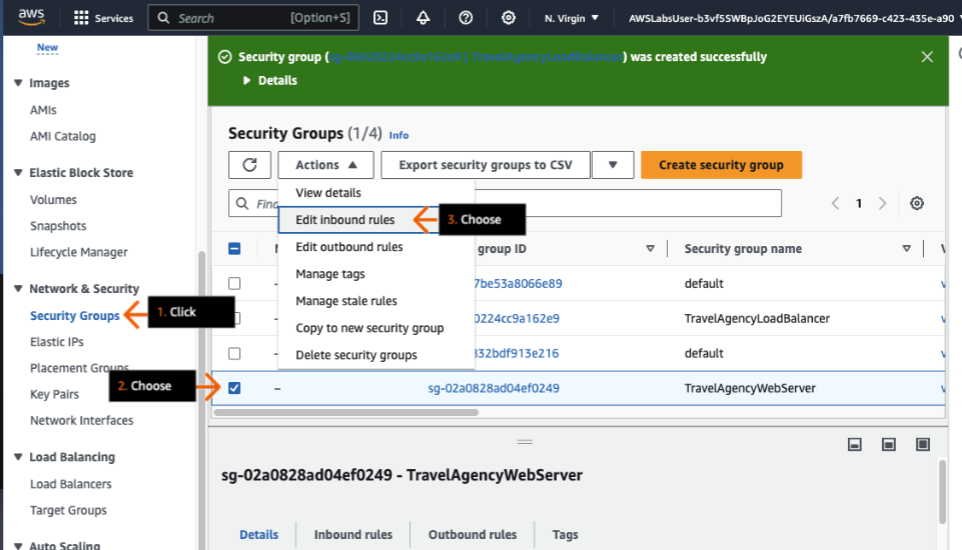 aws
Services
Search
[Option+S]
N. Virgin
AWSLabsUser-b3vf5SWBpJoG2EYEUiGszA/a7fb7669-c423-435e-a90
New
Images
AMIs
AMI Catalog
Elastic Block Store
Volumes
Snapshots
Lifecycle Manager
Network & Security
Security Groups
1. Click
Elastic IPs
Placement Groups
2. Choose
Key Pairs
Network Interfaces
Load Balancing
Load Balancers
Target Groups
Auto Scaling
Security group (sg-06020224cc9a162e9 | TravelAgencyLoadBalancer) was created successfully
Details
Security Groups (1/4) Info
Actions
Export security groups to CSV
Create security group
1
View details
Edit inbound rules
3. Choose
Edit outbound rules
Manage tags
Manage stale rules
Copy to new security group
Delete security groups
group ID
Security group name
7be53a8066e89
default
0224cc9a162e9
TravelAgencyLoadBalancer
832bdf913e216
default
–
sg-02a0828ad04ef0249
TravelAgencyWebServer
sg-02a0828ad04ef0249 - TravelAgencyWebServer
Details
Inbound rules
Outbound rules
Tags